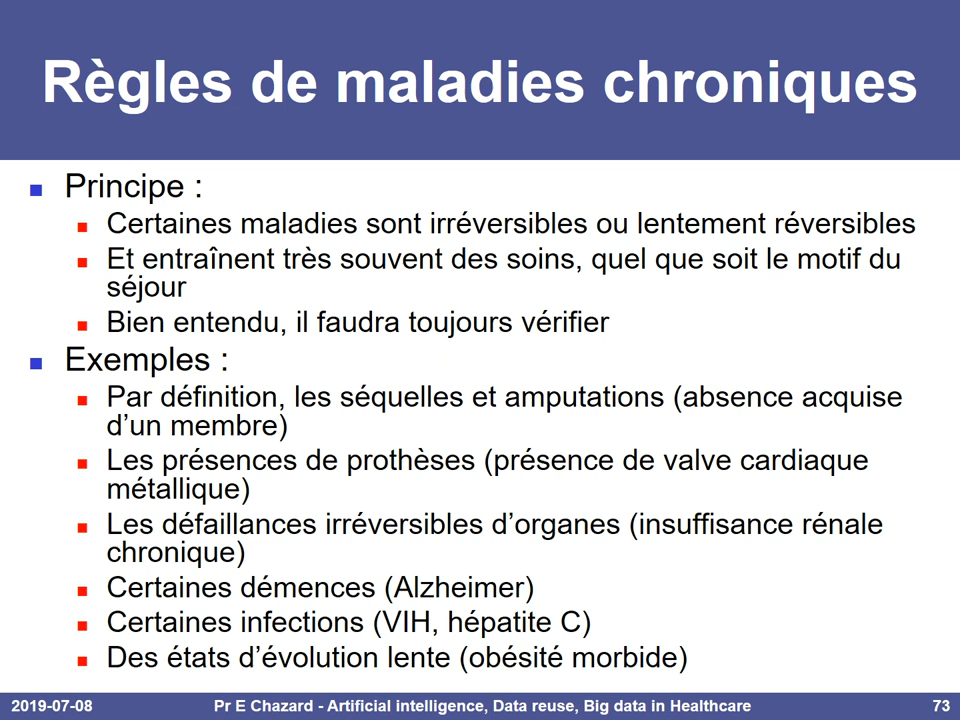 Règles de maladies chroniques
Principe :
Certaines maladies sont irréversibles ou lentement réversibles
Et entraînent très souvent des soins, quel que soit le motif du
séjour
Bien entendu, il faudra toujours vérifier
Exemples :
Par définition, les séquelles et amputations (absence acquise
d’un membre)
Les présences de prothèses (présence de valve cardiaque
métallique)
Les défaillances irréversibles d’organes (insuffisance rénale
chronique)
Certaines démences (Alzheimer)
Certaines infections (VIH, hépatite C)
Des états d’évolution lente (obésité morbide)
2019-07-08 Pr E Chazard - Artificial intelligence, Data reuse, Big data in Healthcare 73